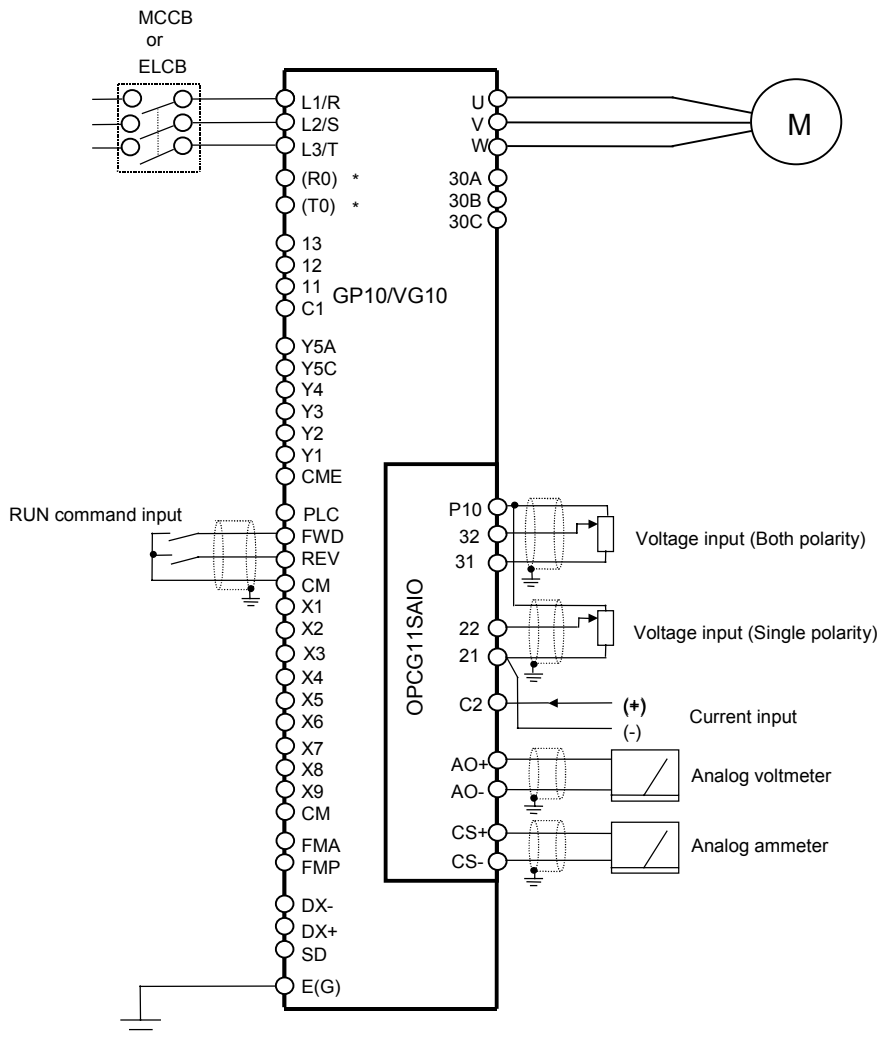 MCCB
or
ELCB
L1/R
L2/S
L3/T
(R0) *
(T0) *
13
12
11
C1
GP10/VG10
Y5A
Y5C
Y4
Y3
Y2
Y1
CME
RUN command input
PLC
FWD
REV
CM
X1
X2
X3
X4
X5
X6
X7
X8
X9
CM
FMA
FMP
DX-
DX+
SD
E(G)
U
V
W
M
30A
30B
30C
OPCG11SAIO
P10
32
31
Voltage input (Both polarity)
22
21
Voltage input (Single polarity)
C2
(+)
(-)
Current input
AO+
AO-
Analog voltmeter
CS+
CS-
Analog ammeter